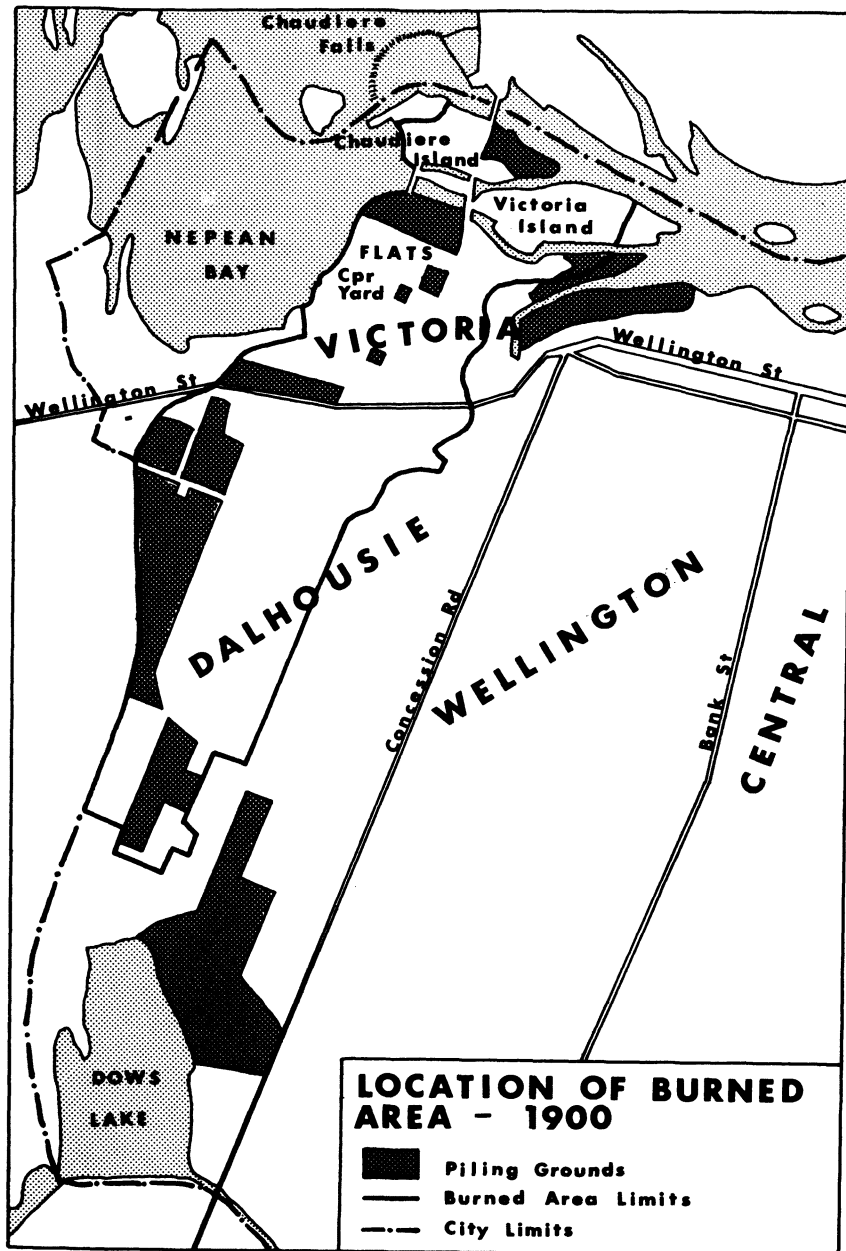 Chaudiere
Falls
Chaudiere
Island
Victoria
Island
NEPEAN
BAY
FLATS
Cpr
Yard
VICTORIA
Wellington St
Wellington St
DALHOUSIE
Concession Rd
WELLINGTON
Bank St
CENTRAL
DOWS
LAKE
LOCATION OF BURNED
AREA - 1900
Piling Grounds
Burned Area Limits
City Limits